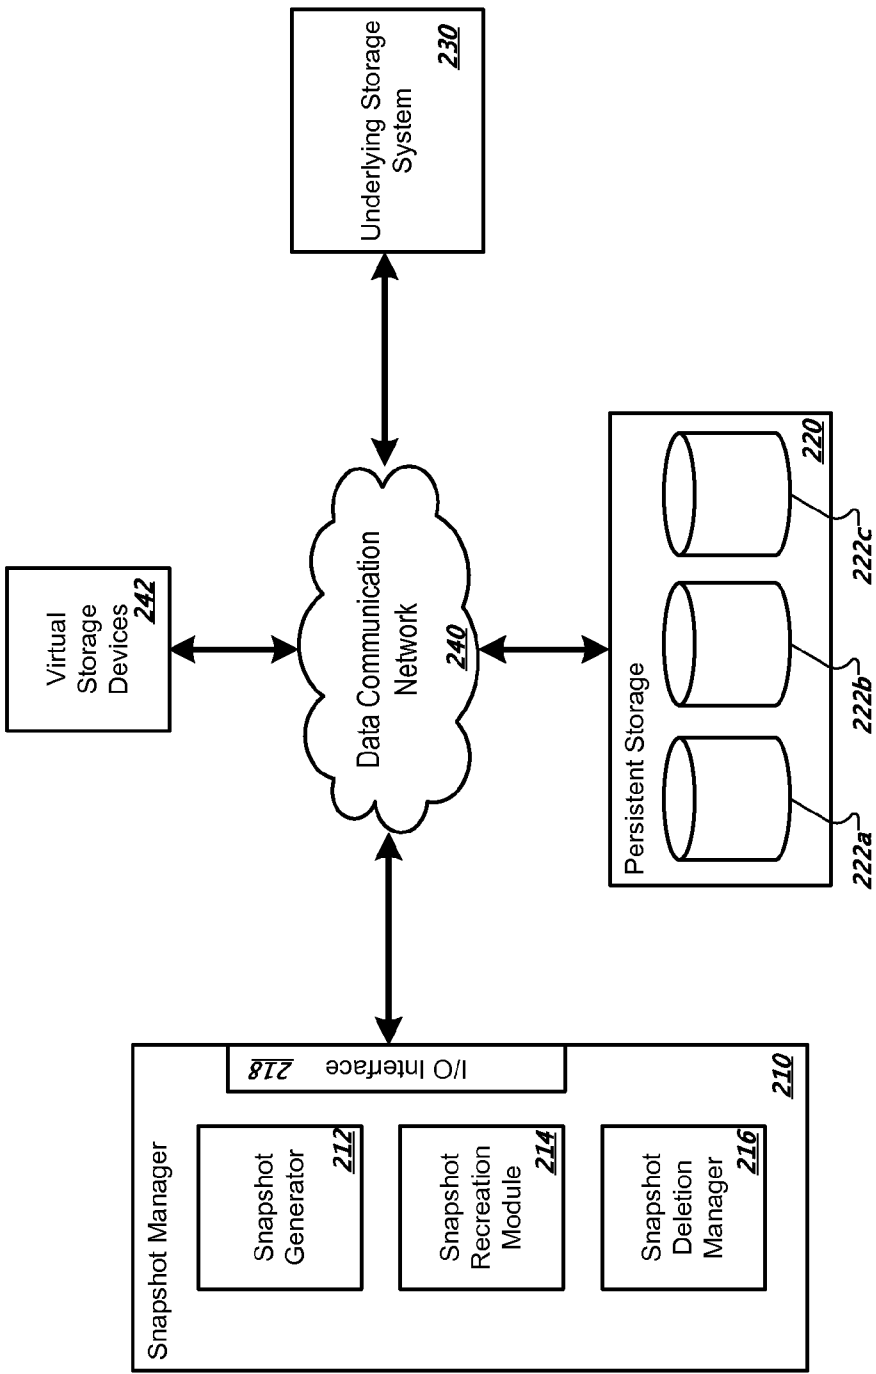 Snapshot Manager
Snapshot
Generator
212
Snapshot
Recreation
Module
214
Snapshot
Deletion
Manager
216
I/O Interface
218
210
Virtual
Storage
Devices
242
Data Communication
Network
240
Persistent Storage
220
222a
222b
222c
Underlying Storage
System
230